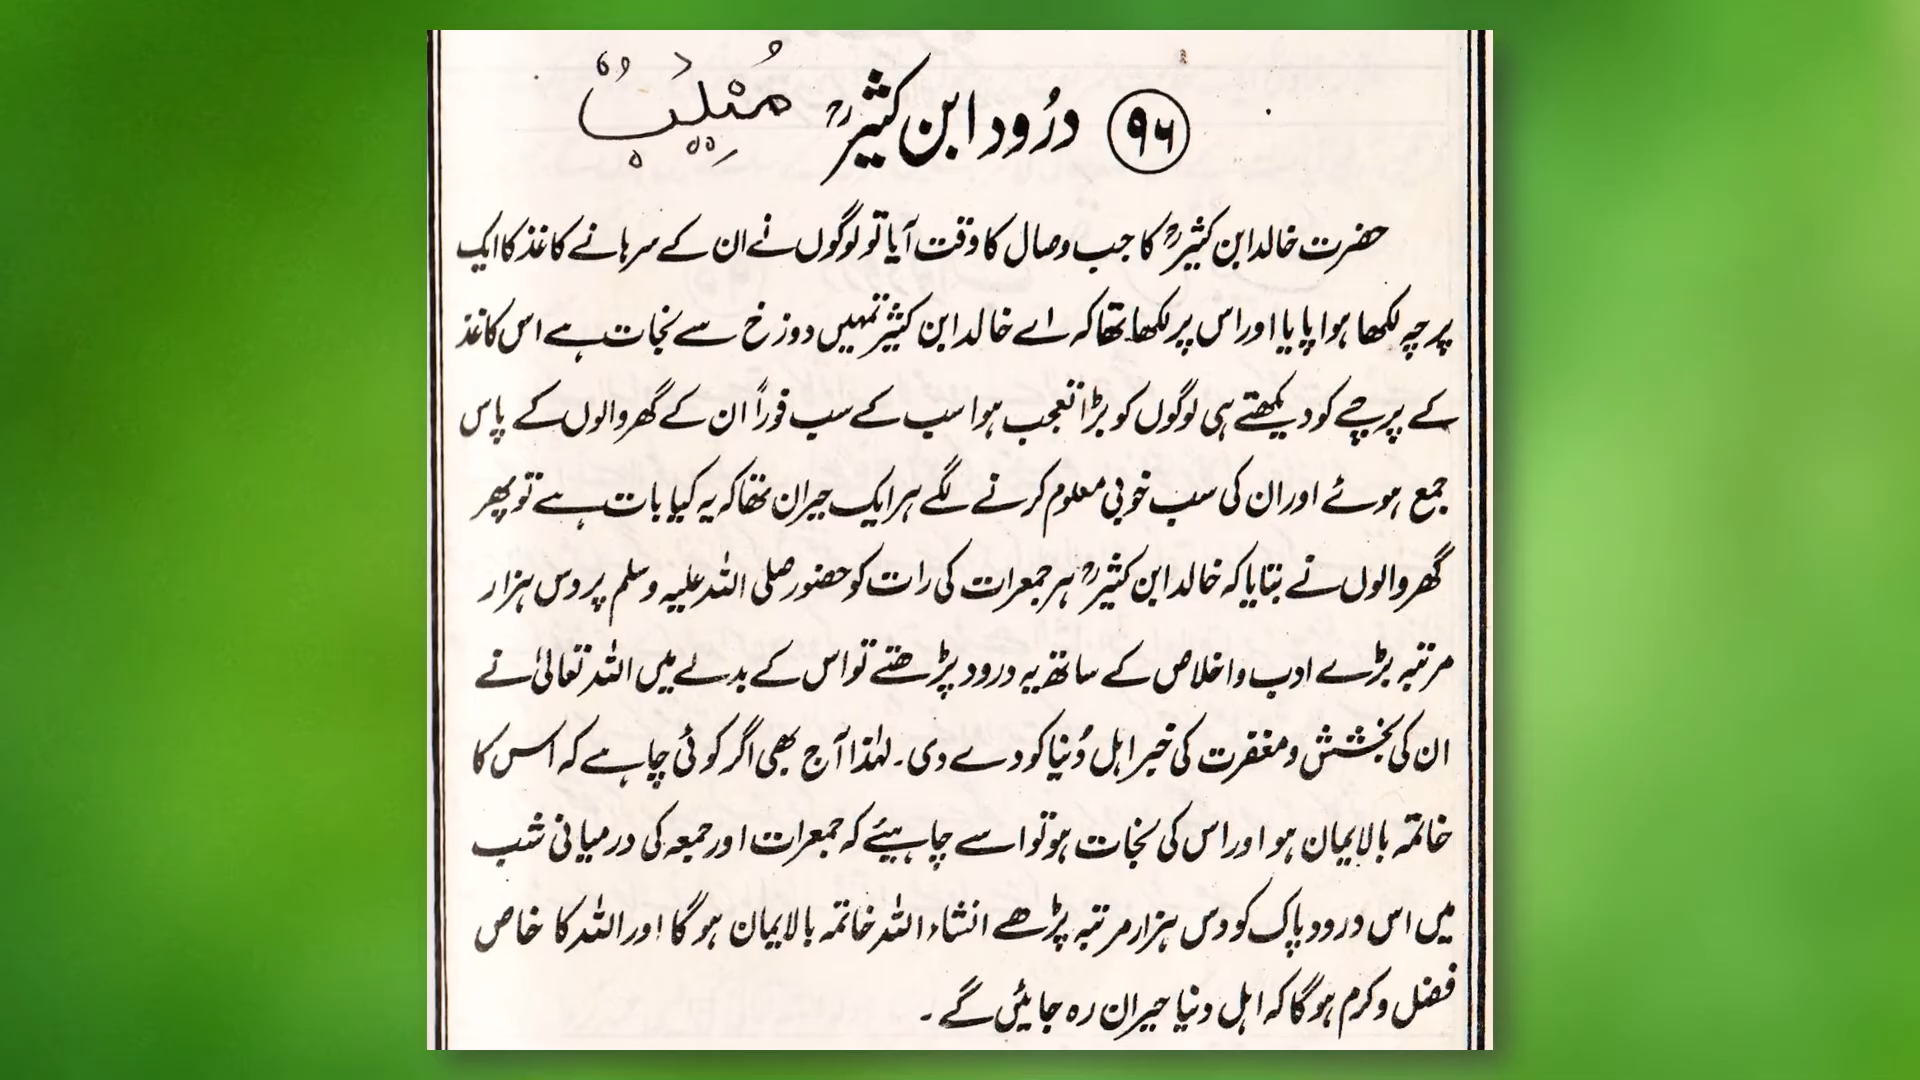 ۹۶ درُود ابن کثیرؒ مُنِیْبٌ
حضرت خالد ابن کثیرؒ کا جب وصال کا وقت آیا تو لوگوں نے ان کے سرہانے کاغذ کا ایک
پرچہ لکھا ہوا پایا اور اس پر لکھا تھا کہ اے خالد ابن کثیر تمہیں دوزخ سے نجات ہے اس کاغذ
کے پرچے کو دیکھتے ہی لوگوں کو بڑا تعجب ہوا سب کے سب فوراً ان کے گھر والوں کے پاس
جمع ہوئے اور ان کی سب خوبی معلوم کرنے لگے ہر ایک حیران تھا کہ یہ کیا بات ہے تو پھر
گھر والوں نے بتایا کہ خالد ابن کثیرؒ ہر جمعرات کی رات کو حضور صلی اللہ علیہ وسلم پر دس ہزار
مرتبہ بڑے ادب و اخلاص کے ساتھ یہ درود پڑھتے تو اس کے بدلے میں اللہ تعالیٰ نے
ان کی بخشش و مغفرت کی خبر اہل دُنیا کو دے دی۔ لہٰذا آج بھی اگر کوئی چاہے کہ اس کا
خاتمہ بالایمان ہو اور اس کی نجات ہو تو اسے چاہیئے کہ جمعرات اور جمعہ کی درمیانی شب
میں اس درود پاک کو دس ہزار مرتبہ پڑھے انشاء اللہ خاتمہ بالایمان ہو گا اور اللہ کا خاص
فضل و کرم ہو گا کہ اہل دنیا حیران رہ جائیں گے۔